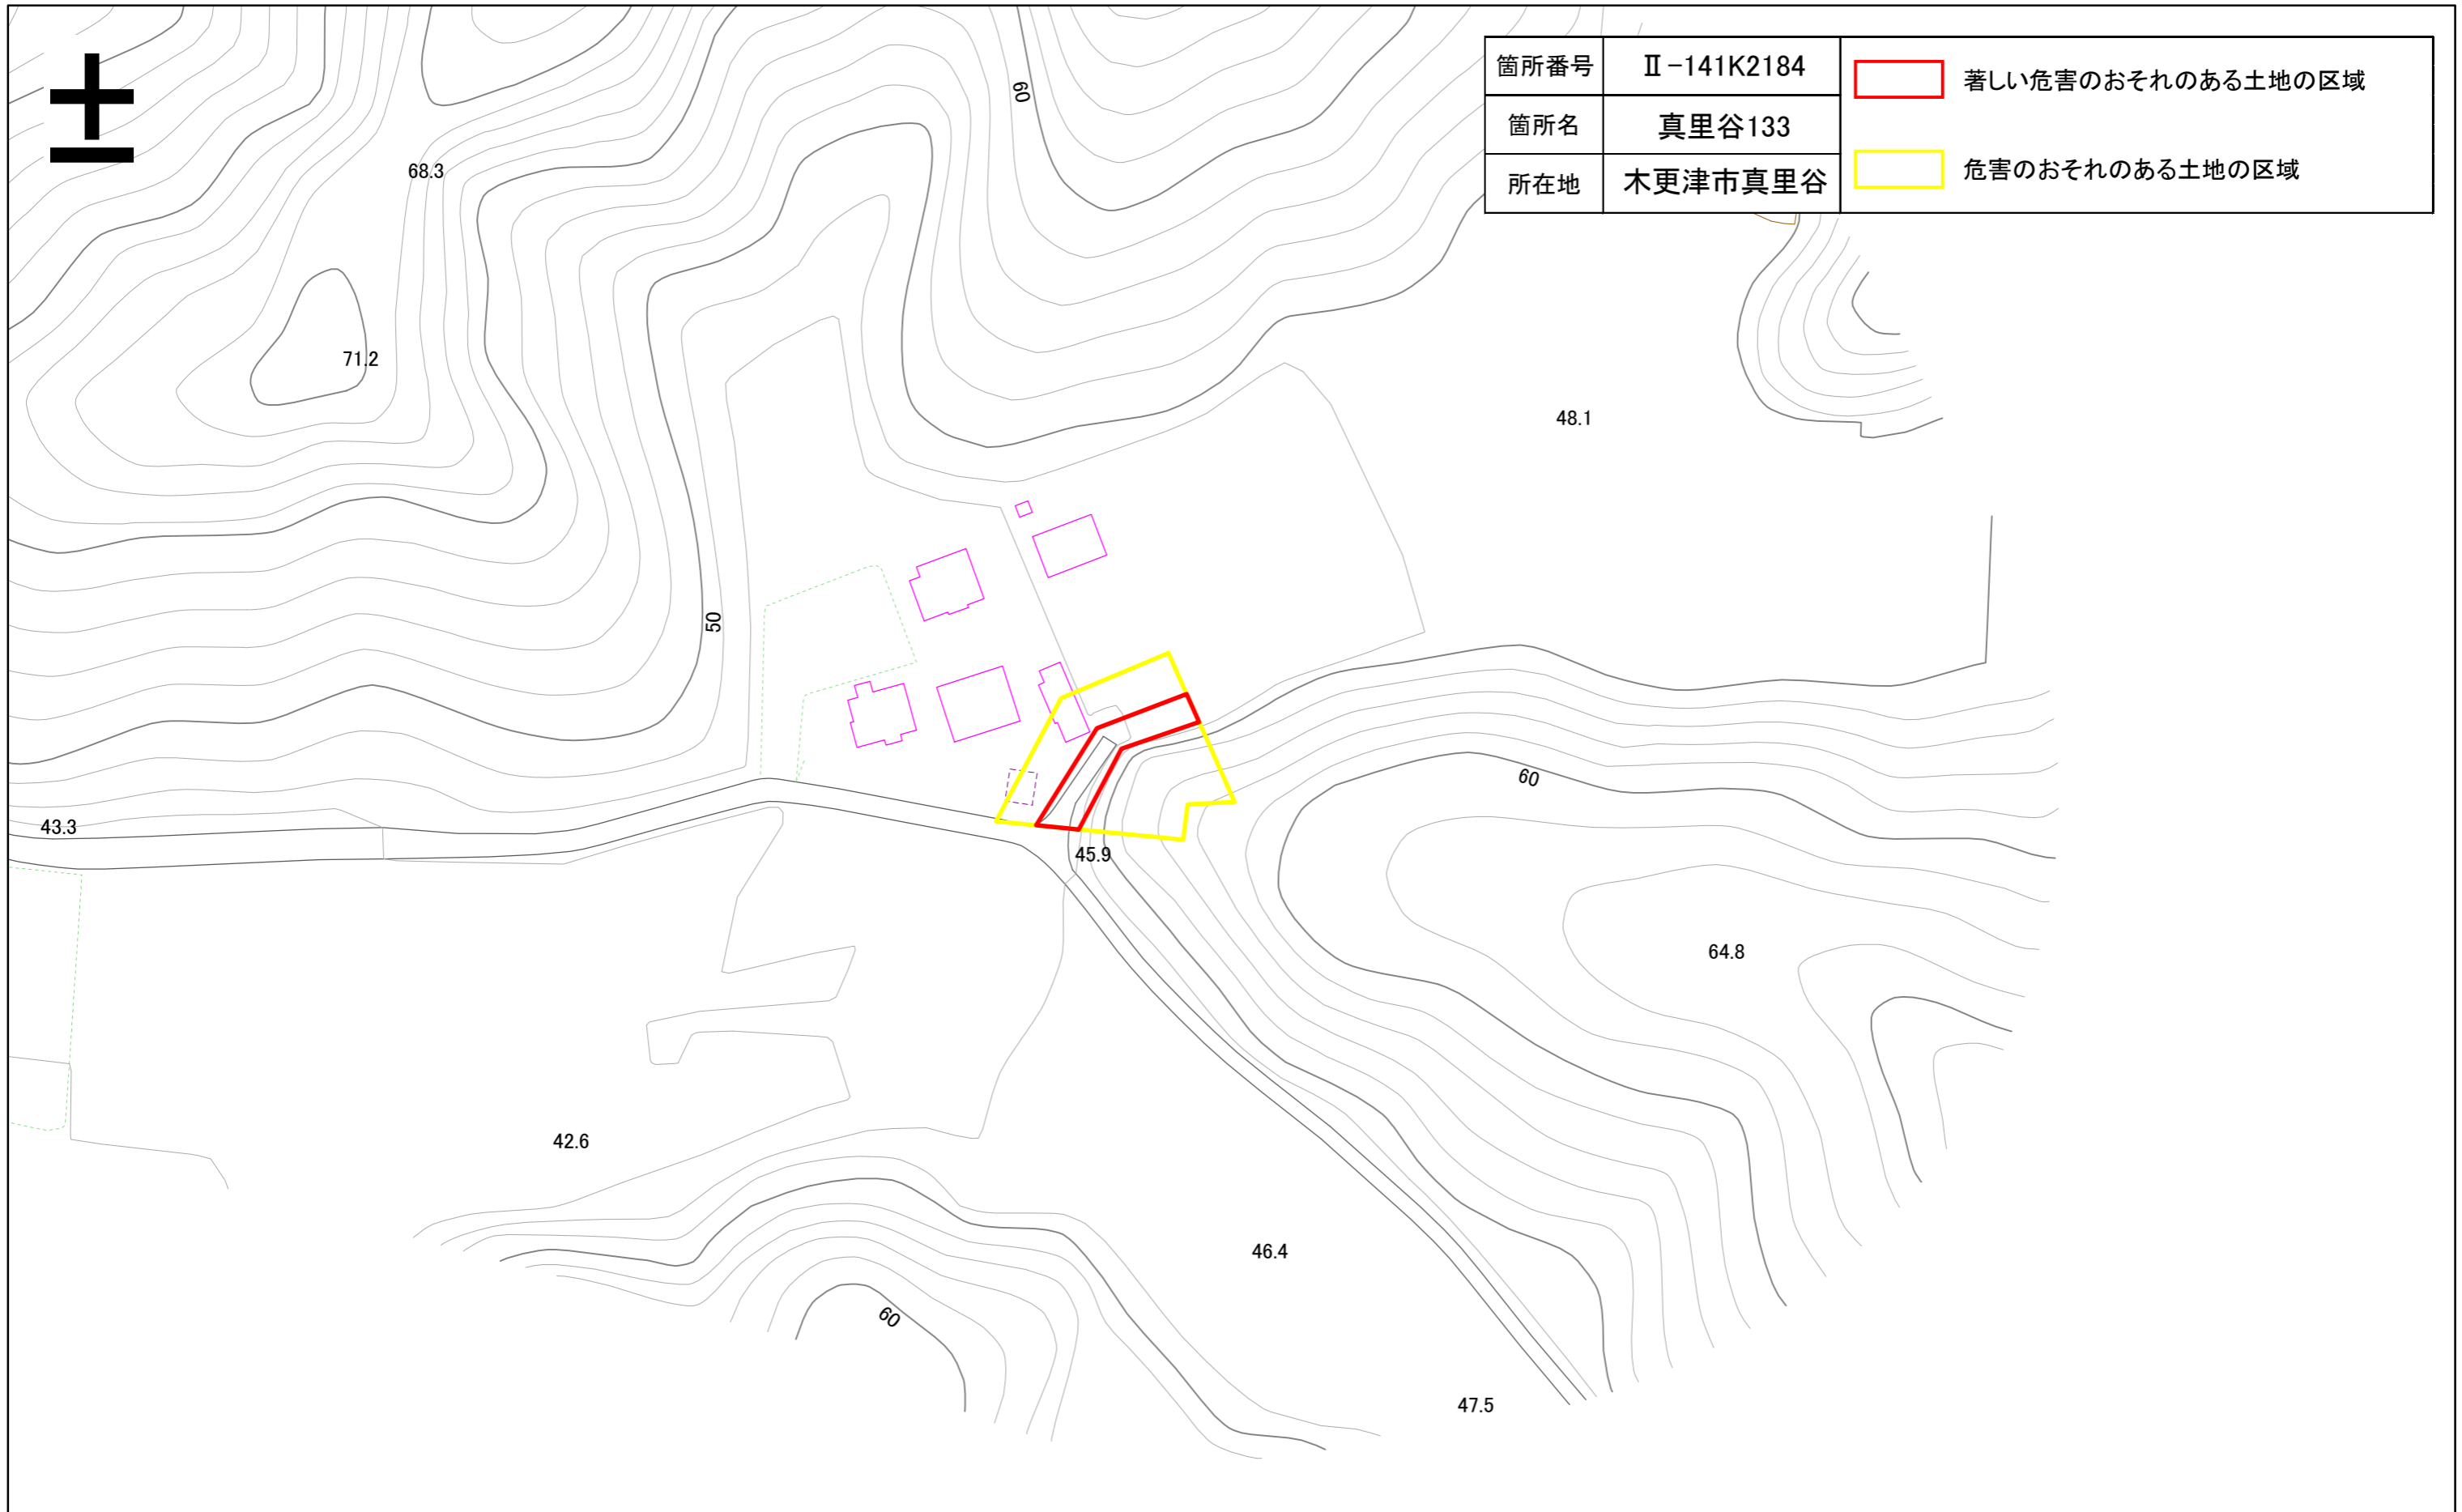 箇所番号 Ⅱ-141K2184
箇所名 真里谷133
所在地 木更津市真里谷
著しい危害のおそれのある土地の区域
危害のおそれのある土地の区域
60
68.3
71.2
48.1
50
60
43.3
45.9
64.8
42.6
46.4
60
47.5